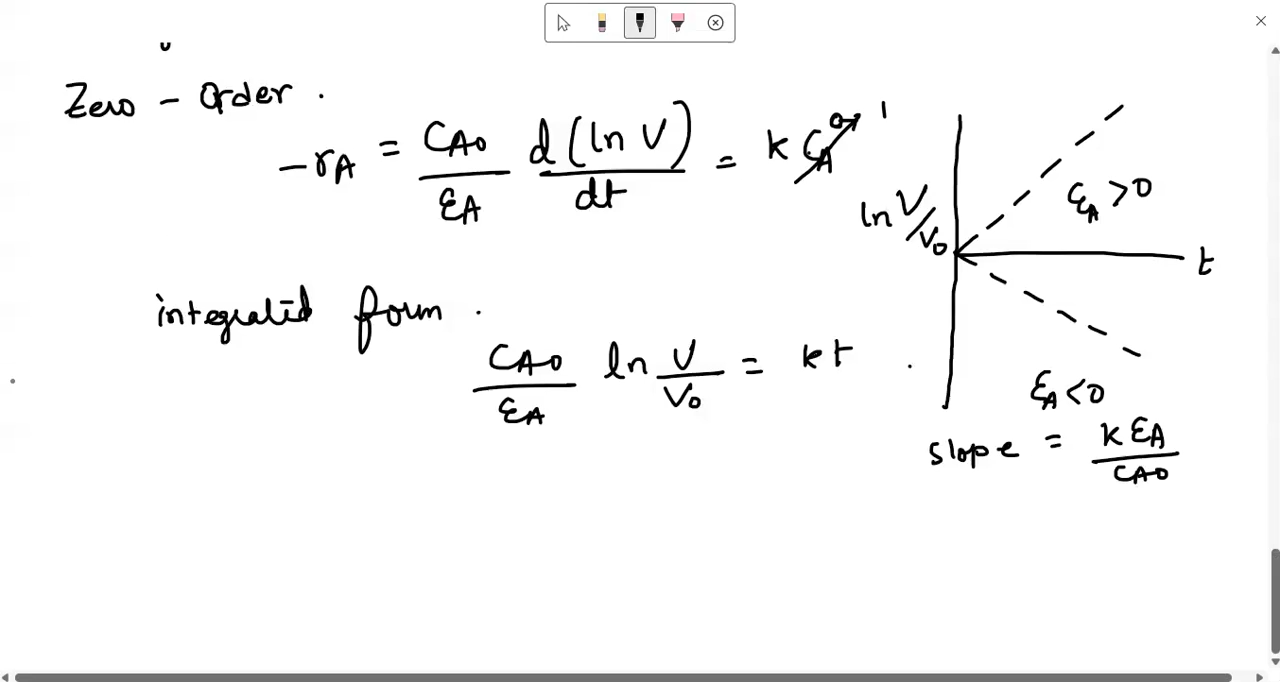 Zero - Order.
-rA = CA0/εA d(ln V)/dt = k CA^0 1
ln V/V0
εA > 0
t
integrated form.
CA0/εA ln V/V0 = kt
εA < 0
slope = kεA/CA0